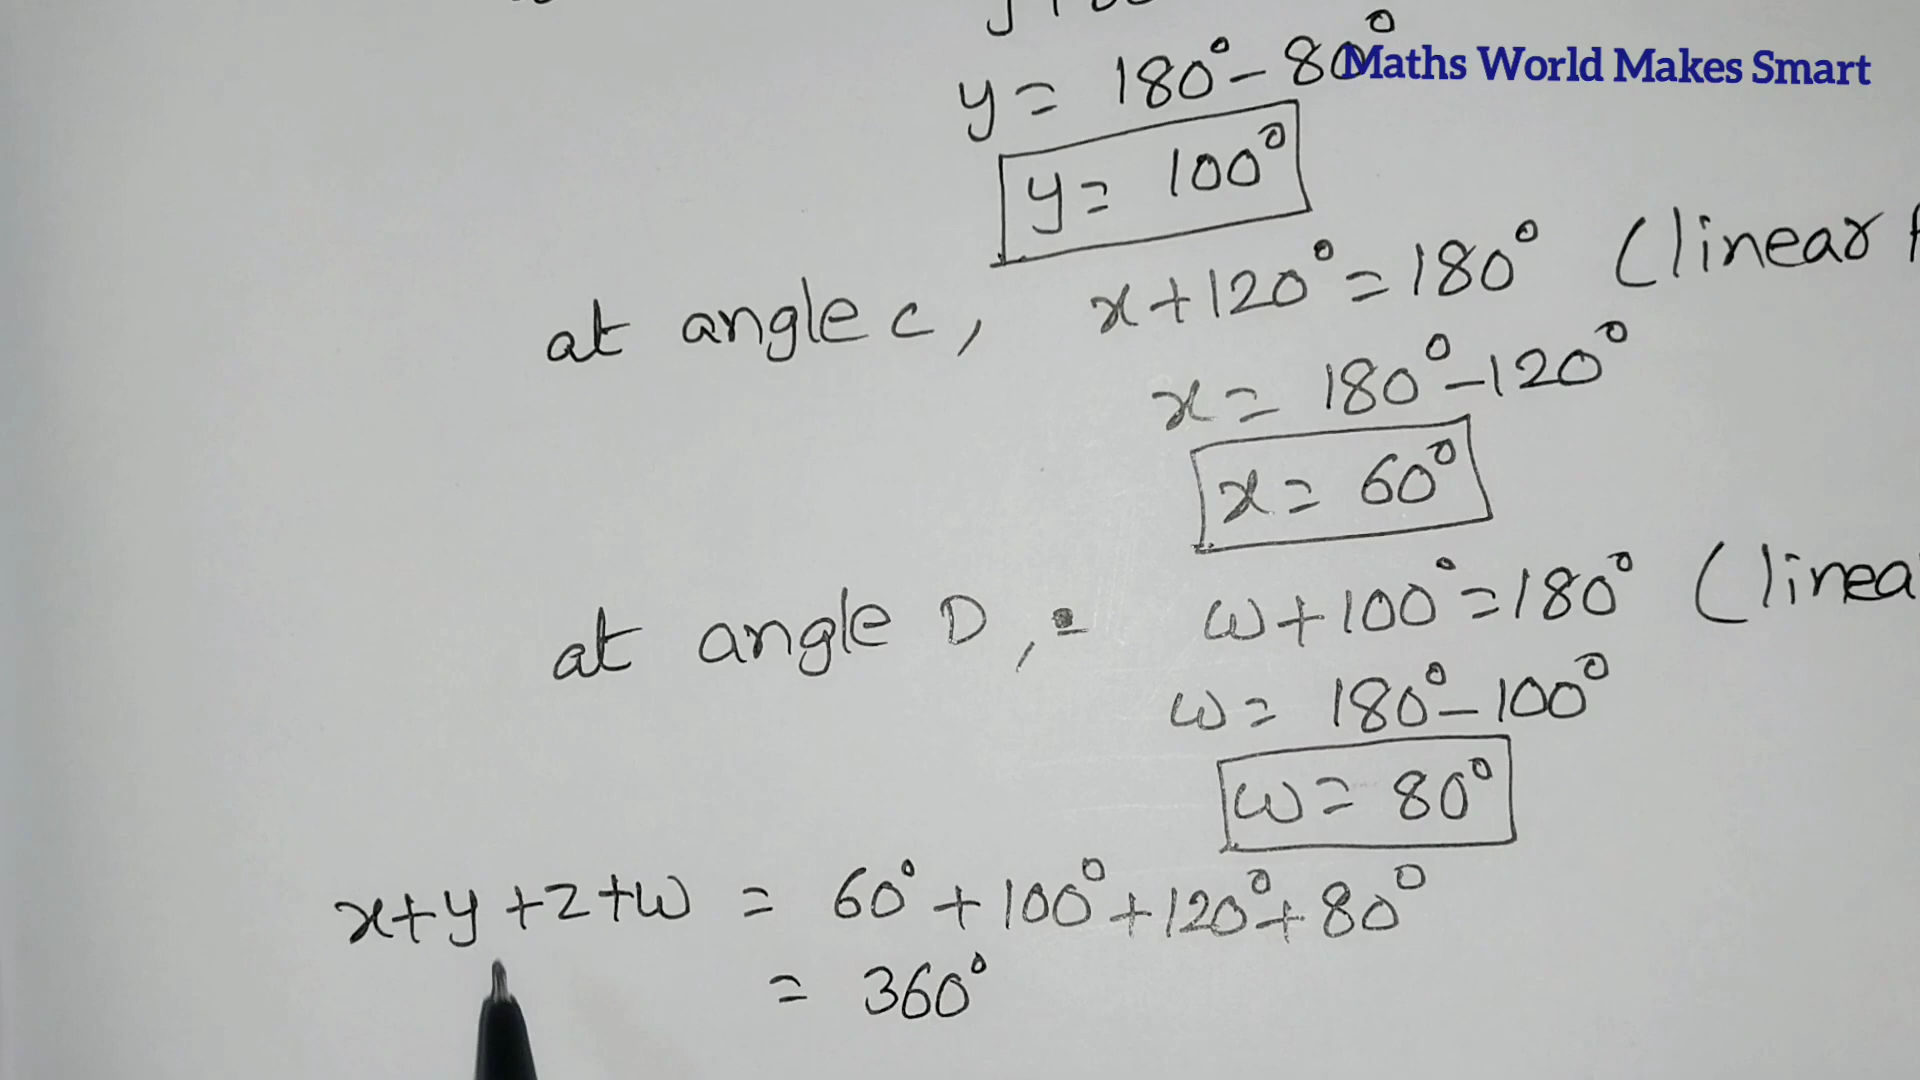 y = 180° - 80°
Maths World Makes Smart
y = 100°
at angle c, x + 120° = 180° (linear
x = 180° - 120°
x = 60°
at angle D, = w + 100° = 180° (linea
w = 180° - 100°
w = 80°
x + y + z + w = 60° + 100° + 120° + 80°
= 360°